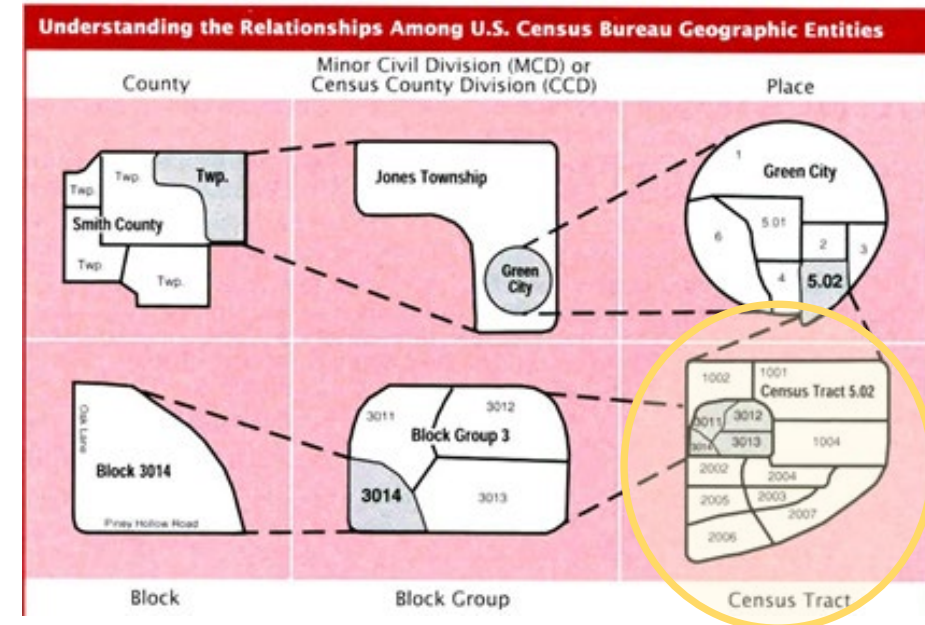 Understanding the Relationships Among U.S. Census Bureau Geographic Entities
County
Minor Civil Division (MCD) or
Census County Division (CCD)
Place
Twp.
Twp.
Twp.
Smith County
Twp.
Twp.
Jones Township
Green
City
1
Green City
5.01
6
2
3
4
5.02
Oak Lane
Block 3014
Piney Hollow Road
3011
3012
Block Group 3
3014
3013
1002
1001
Census Tract 5.02
3011
3012
3014
3013
1004
2002
2004
2005
2003
2007
2006
Block
Block Group
Census Tract